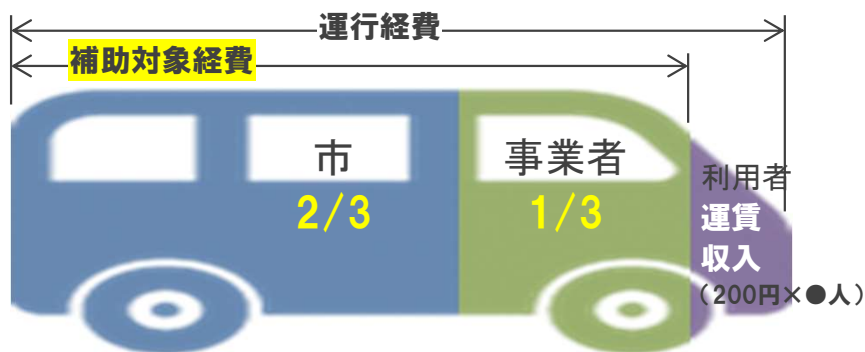 運行経費
補助対象経費
市
2/3
事業者
1/3
利用者
運賃
収入
(200円×●人)